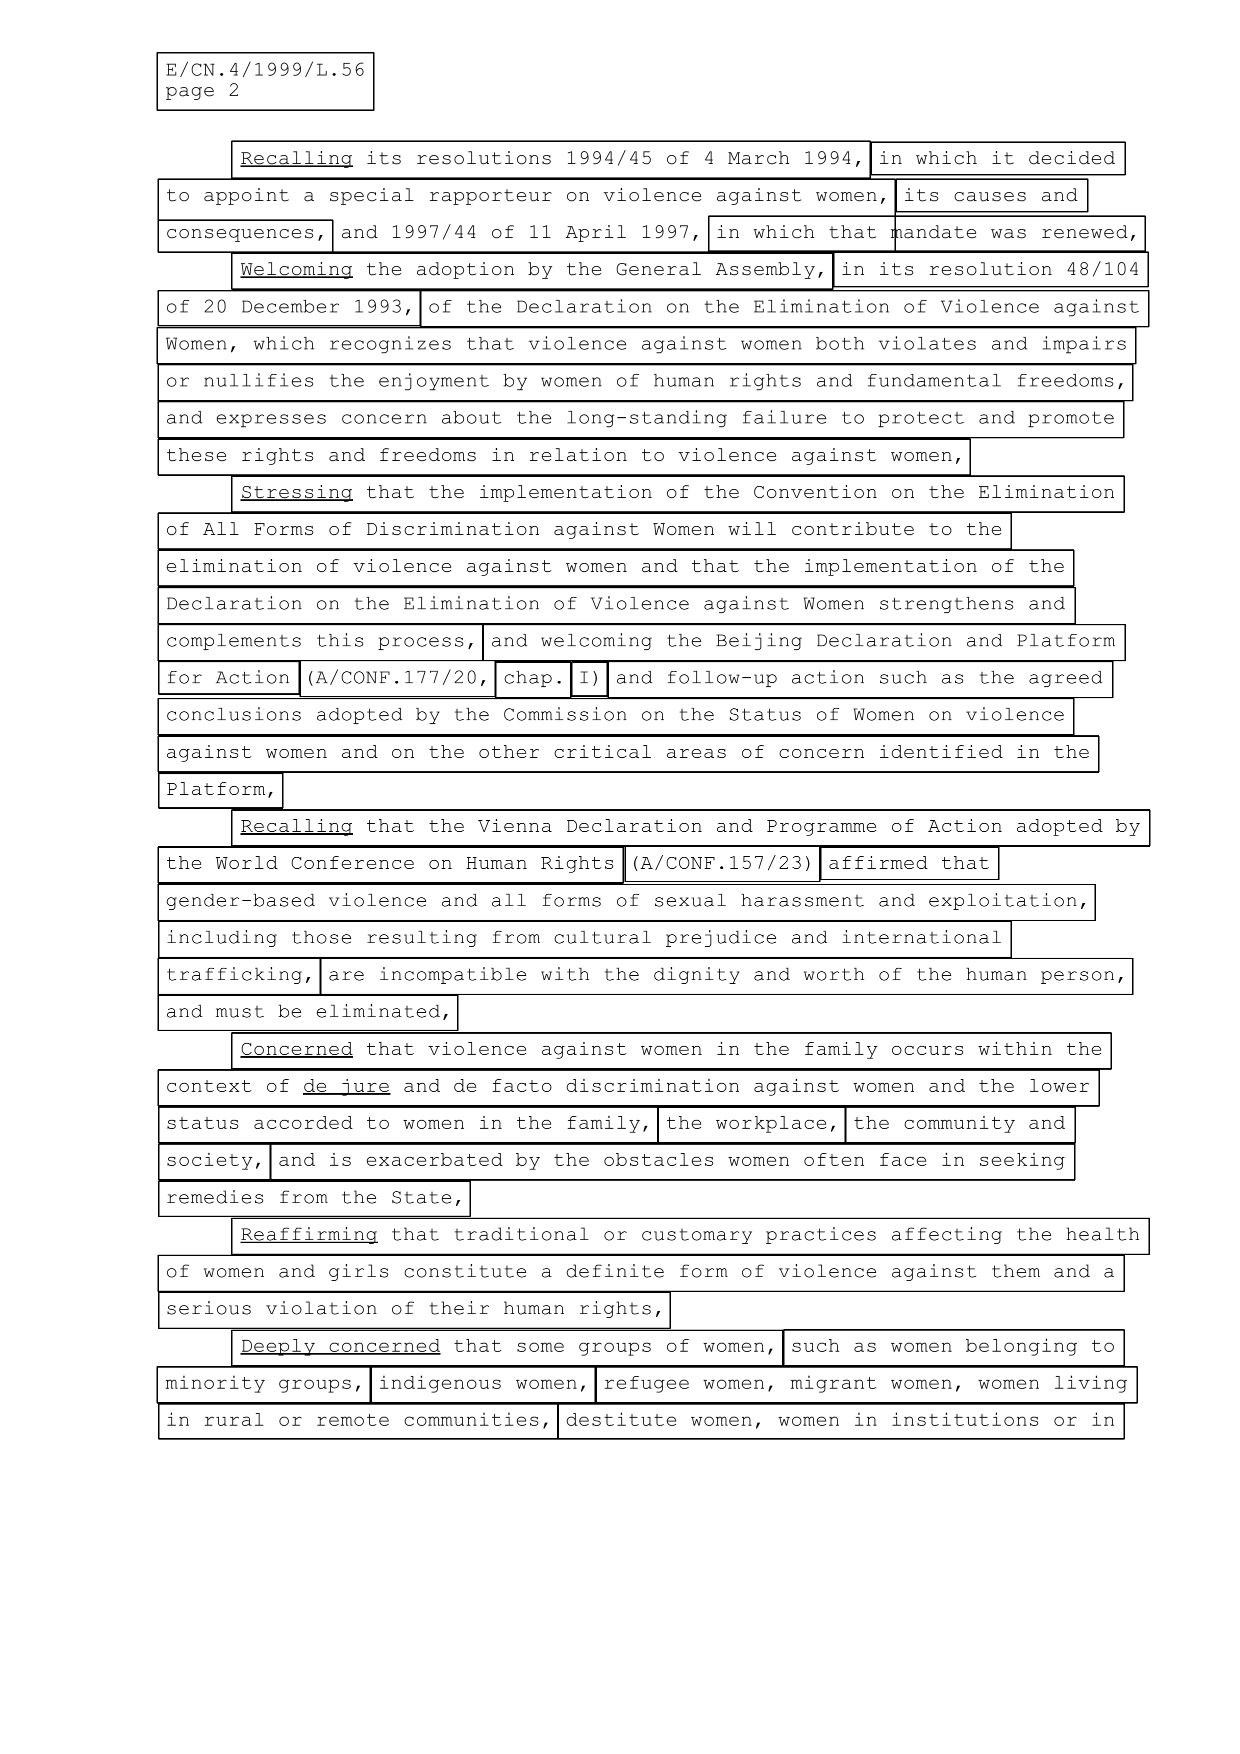 E/CN.4/1999/L.56
page 2
Recalling its resolutions 1994/45 of 4 March 1994, in which it decided
to appoint a special rapporteur on violence against women, its causes and
consequences, and 1997/44 of 11 April 1997, in which that mandate was renewed,
Welcoming the adoption by the General Assembly, in its resolution 48/104
of 20 December 1993, of the Declaration on the Elimination of Violence against
Women, which recognizes that violence against women both violates and impairs
or nullifies the enjoyment by women of human rights and fundamental freedoms,
and expresses concern about the long-standing failure to protect and promote
these rights and freedoms in relation to violence against women,
Stressing that the implementation of the Convention on the Elimination
of All Forms of Discrimination against Women will contribute to the
elimination of violence against women and that the implementation of the
Declaration on the Elimination of Violence against Women strengthens and
complements this process, and welcoming the Beijing Declaration and Platform
for Action (A/CONF.177/20, chap. I) and follow-up action such as the agreed
conclusions adopted by the Commission on the Status of Women on violence
against women and on the other critical areas of concern identified in the
Platform,
Recalling that the Vienna Declaration and Programme of Action adopted by
the World Conference on Human Rights (A/CONF.157/23) affirmed that
gender-based violence and all forms of sexual harassment and exploitation,
including those resulting from cultural prejudice and international
trafficking, are incompatible with the dignity and worth of the human person,
and must be eliminated,
Concerned that violence against women in the family occurs within the
context of de jure and de facto discrimination against women and the lower
status accorded to women in the family, the workplace, the community and
society, and is exacerbated by the obstacles women often face in seeking
remedies from the State,
Reaffirming that traditional or customary practices affecting the health
of women and girls constitute a definite form of violence against them and a
serious violation of their human rights,
Deeply concerned that some groups of women, such as women belonging to
minority groups, indigenous women, refugee women, migrant women, women living
in rural or remote communities, destitute women, women in institutions or in